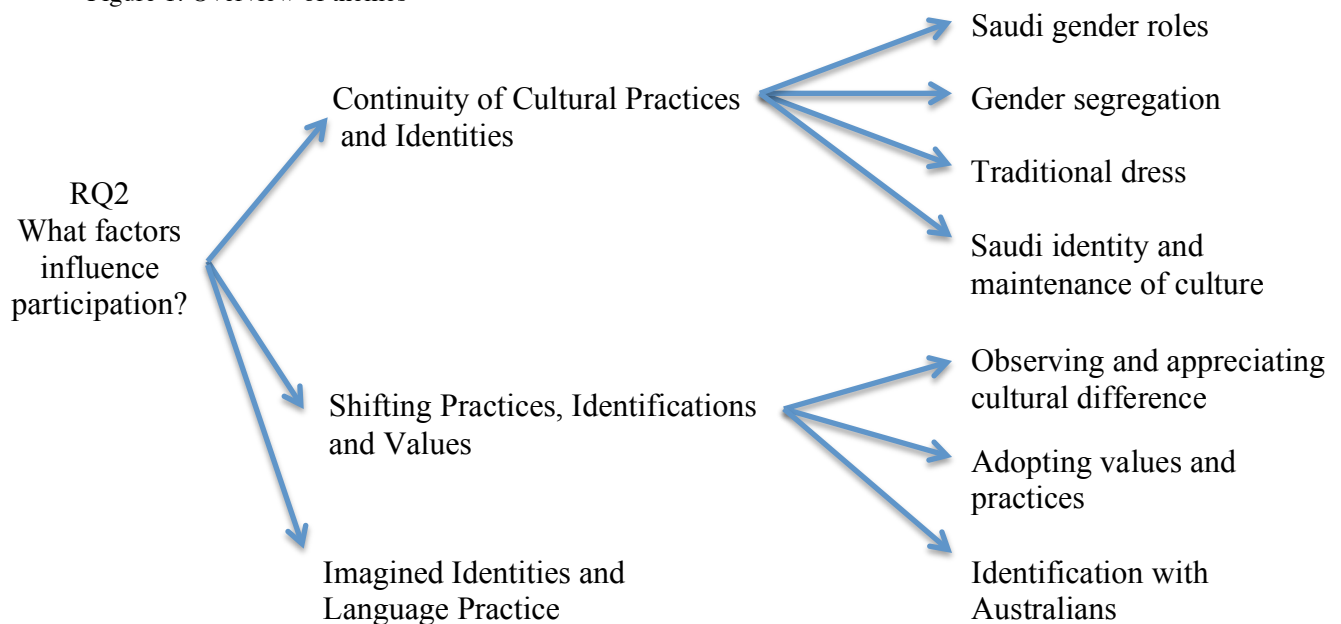 Saudi gender roles
Continuity of Cultural Practices
and Identities
Gender segregation
Traditional dress
Saudi identity and
maintenance of culture
RQ2
What factors
influence
participation?
Shifting Practices, Identifications
and Values
Observing and appreciating
cultural difference
Adopting values and
practices
Identification with
Australians
Imagined Identities and
Language Practice